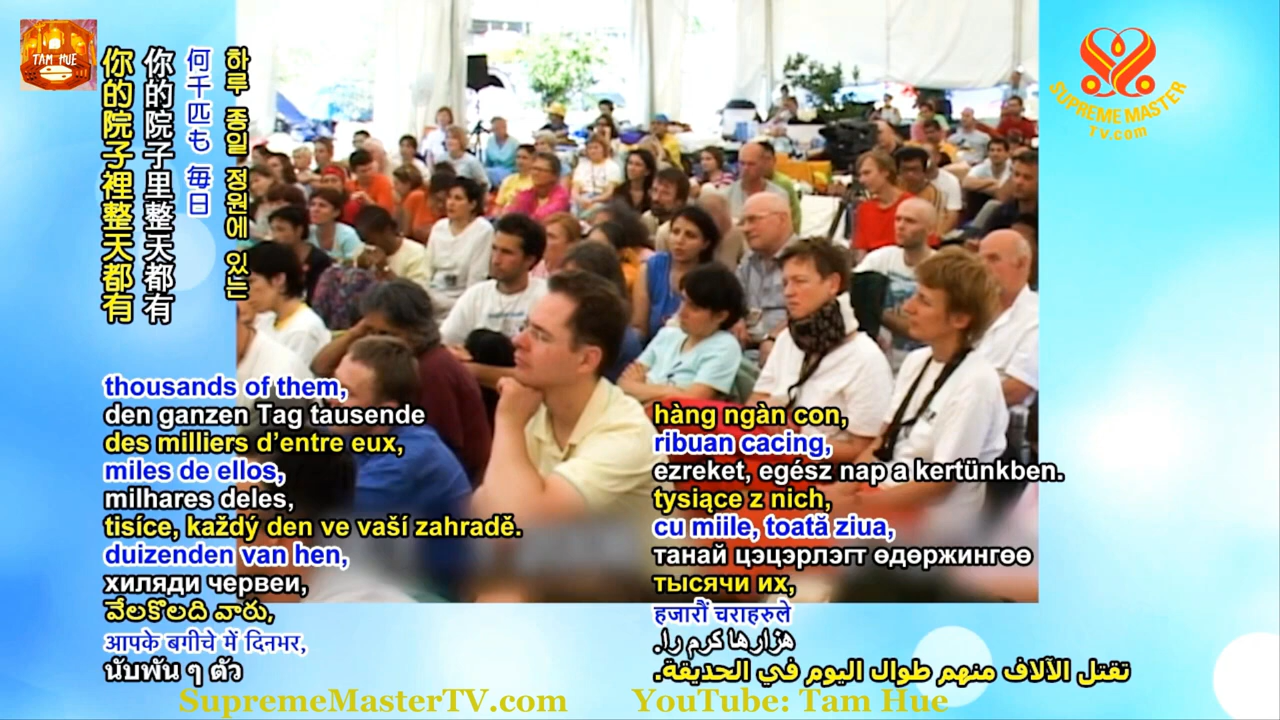 TAM HUE
你的院子裡整天都有
你的院子里整天都有
何千匹も 毎日
하루 종일 정원에 있는
SUPREME MASTER
TV.com
thousands of them,
den ganzen Tag tausende
des milliers d’entre eux,
miles de ellos,
milhares deles,
tisíce, každý den ve vaší zahradě.
duizenden van hen,
хиляди червеи,
వేలకొలది వారు,
आपके बगीचे में दिनभर,
นับพัน ๆ ตัว
hàng ngàn con,
ribuan cacing,
ezreket, egész nap a kertünkben.
tysiące z nich,
cu miile, toată ziua,
танай цэцэрлэгт өдөржингөө
тысячи их,
हजारौं चराहरुले
هزارها کرم را.
تقتل الآلاف منهم طوال اليوم في الحديقة.
SupremeMasterTV.com
YouTube: Tam Hue